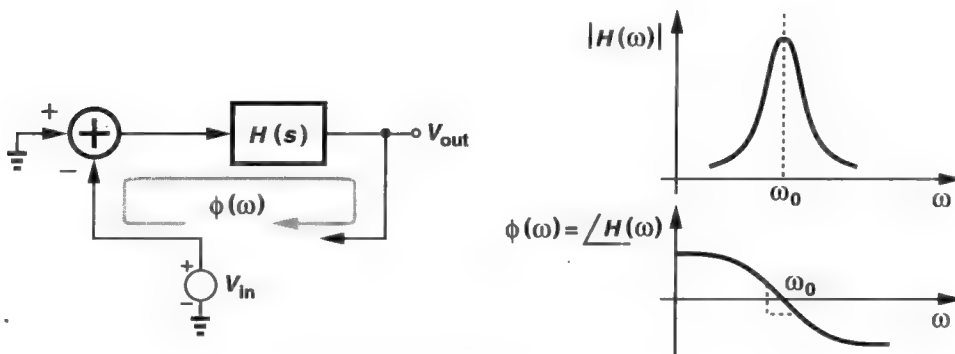 +
−
H(s)
V_out
φ(ω)
+
−
V_in
|H(ω)|
ω₀
ω
φ(ω) = ∠H(ω)
ω₀
ω